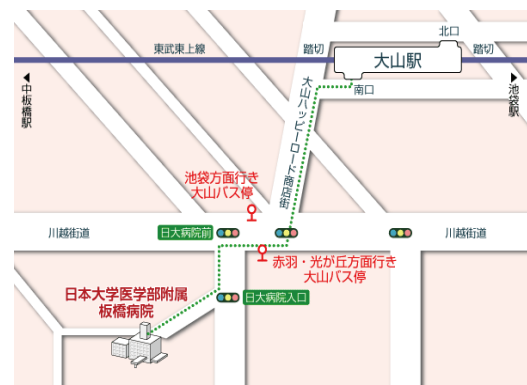 北口
東武東上線
踏切
大山駅
踏切
中板橋駅
南口
池袋駅
大山ハッピーロード商店街
池袋方面行き
大山バス停
川越街道
日大病院前
川越街道
赤羽・光が丘方面行き
大山バス停
日本大学医学部附属
板橋病院
日大病院入口